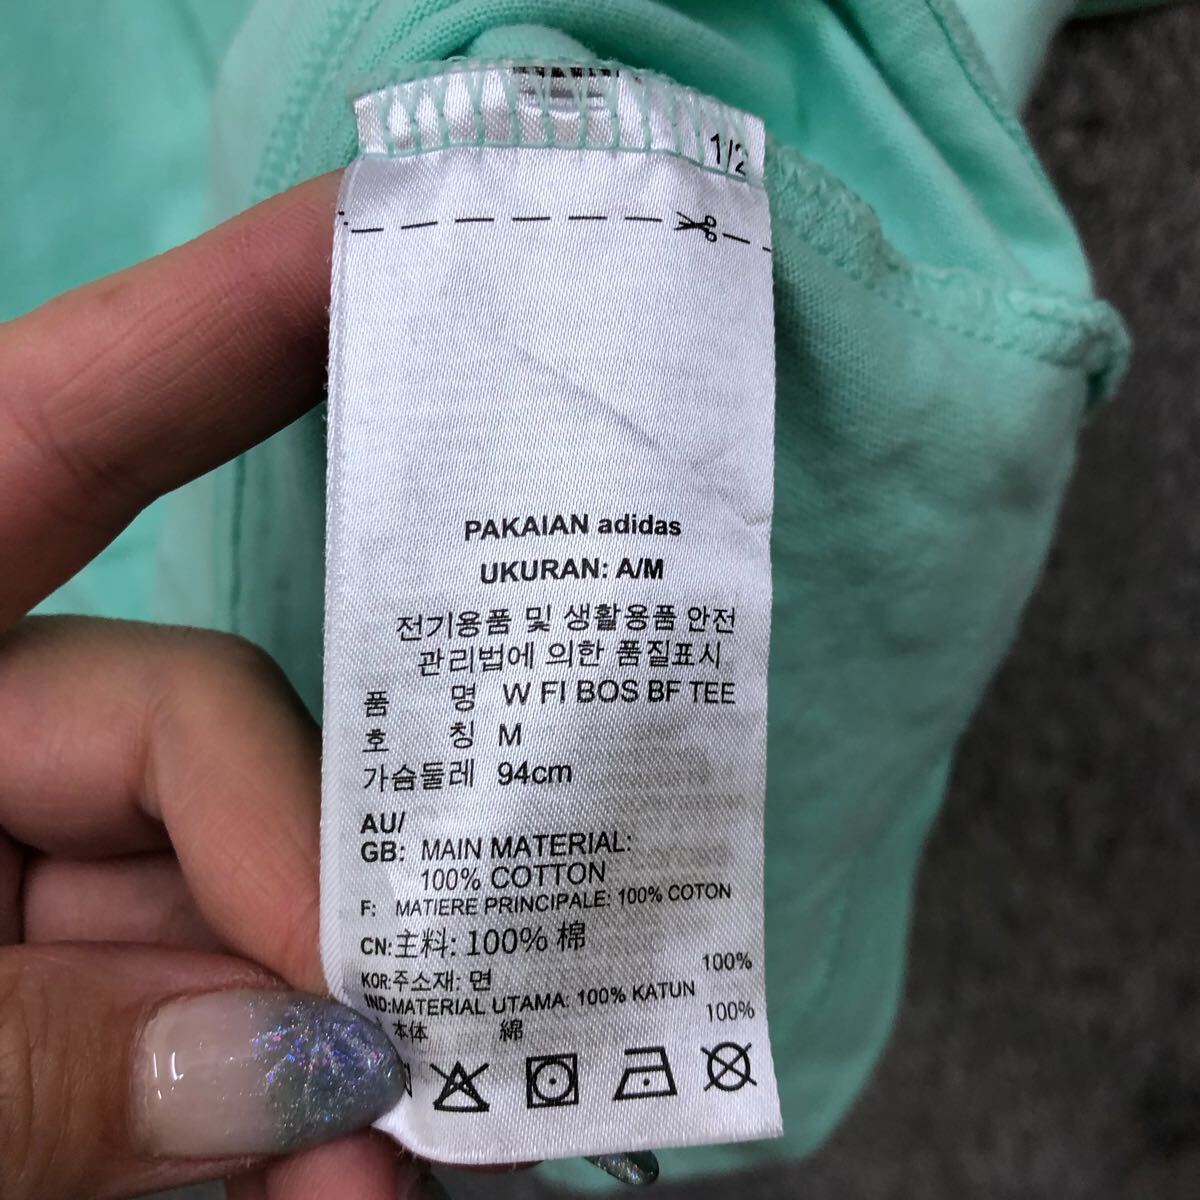 1/2
PAKAIAN adidas
UKURAN: A/M
전기용품 및 생활용품 안전
관리법에 의한 품질표시
품 명 W FI BOS BF TEE
호 칭 M
가슴둘레 94cm
AU/
GB: MAIN MATERIAL:
100% COTTON
F: MATIERE PRINCIPALE: 100% COTON
CN:主料: 100% 棉
KOR:주소재: 면 100%
IND:MATERIAL UTAMA: 100% KATUN
本体 綿 100%